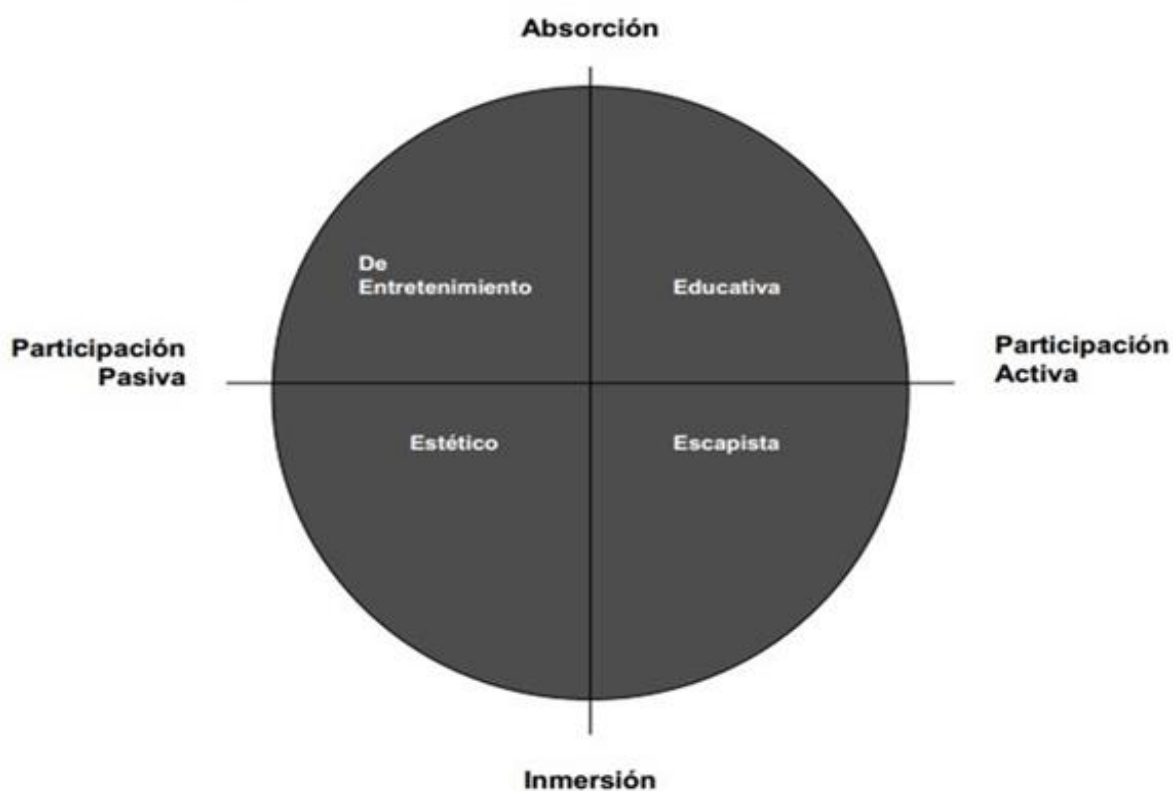 Absorción
De
Entretenimiento
Educativa
Participación
Pasiva
Participación
Activa
Estético
Escapista
Inmersión